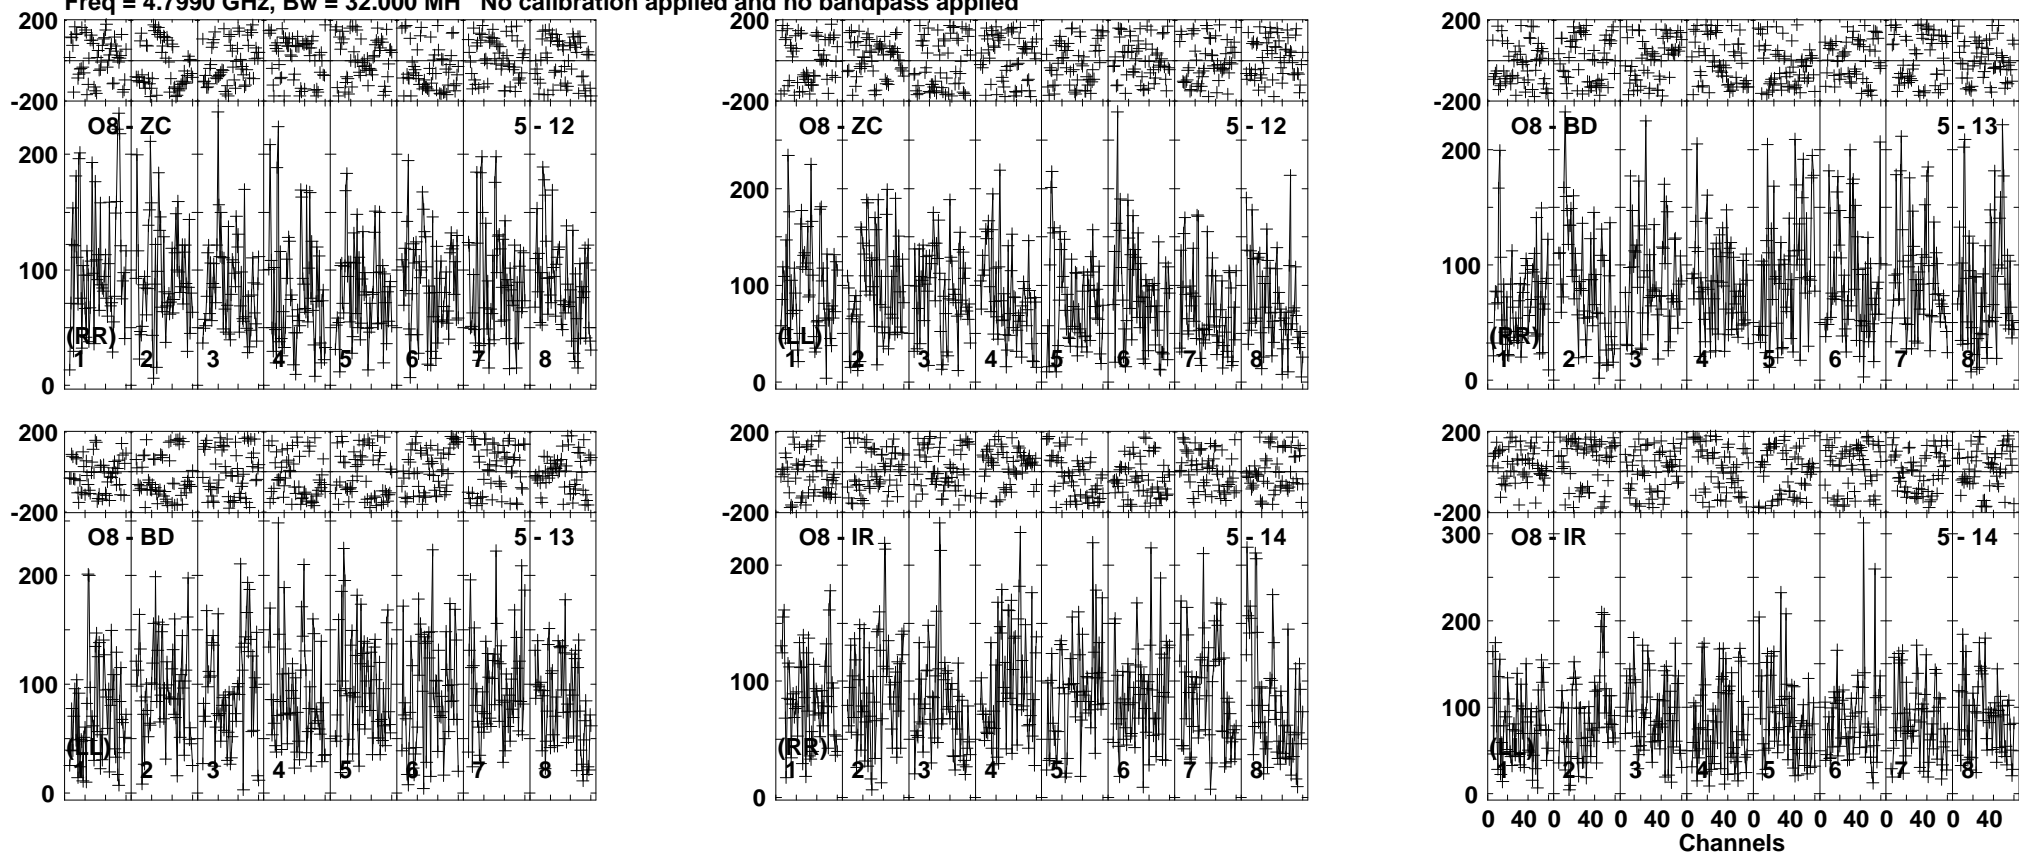 Freq = 4.7990 GHz, Bw = 32.000 MH No calibration applied and no bandpass applied
200 200 200
-200 -200 -200
O8 - ZC 5 - 12 O8 - ZC 5 - 12 O8 - BD 5 - 13
200 200 200
100 100 100
(RR) (LL) (RR)
1 2 3 4 5 6 7 8 1 2 3 4 5 6 7 8 1 2 3 4 5 6 7 8
0 0 0
200 200 200
-200 -200 -200
O8 - BD 5 - 13 O8 - IR 5 - 14 300 O8 - IR 5 - 14
200 200 200
100 100 100
(LL) (RR) (LL)
1 2 3 4 5 6 7 8 1 2 3 4 5 6 7 8 1 2 3 4 5 6 7 8
0 0 0
0 40 0 40 0 40 0 40 0 40 0 40 0 40 0 40
Channels